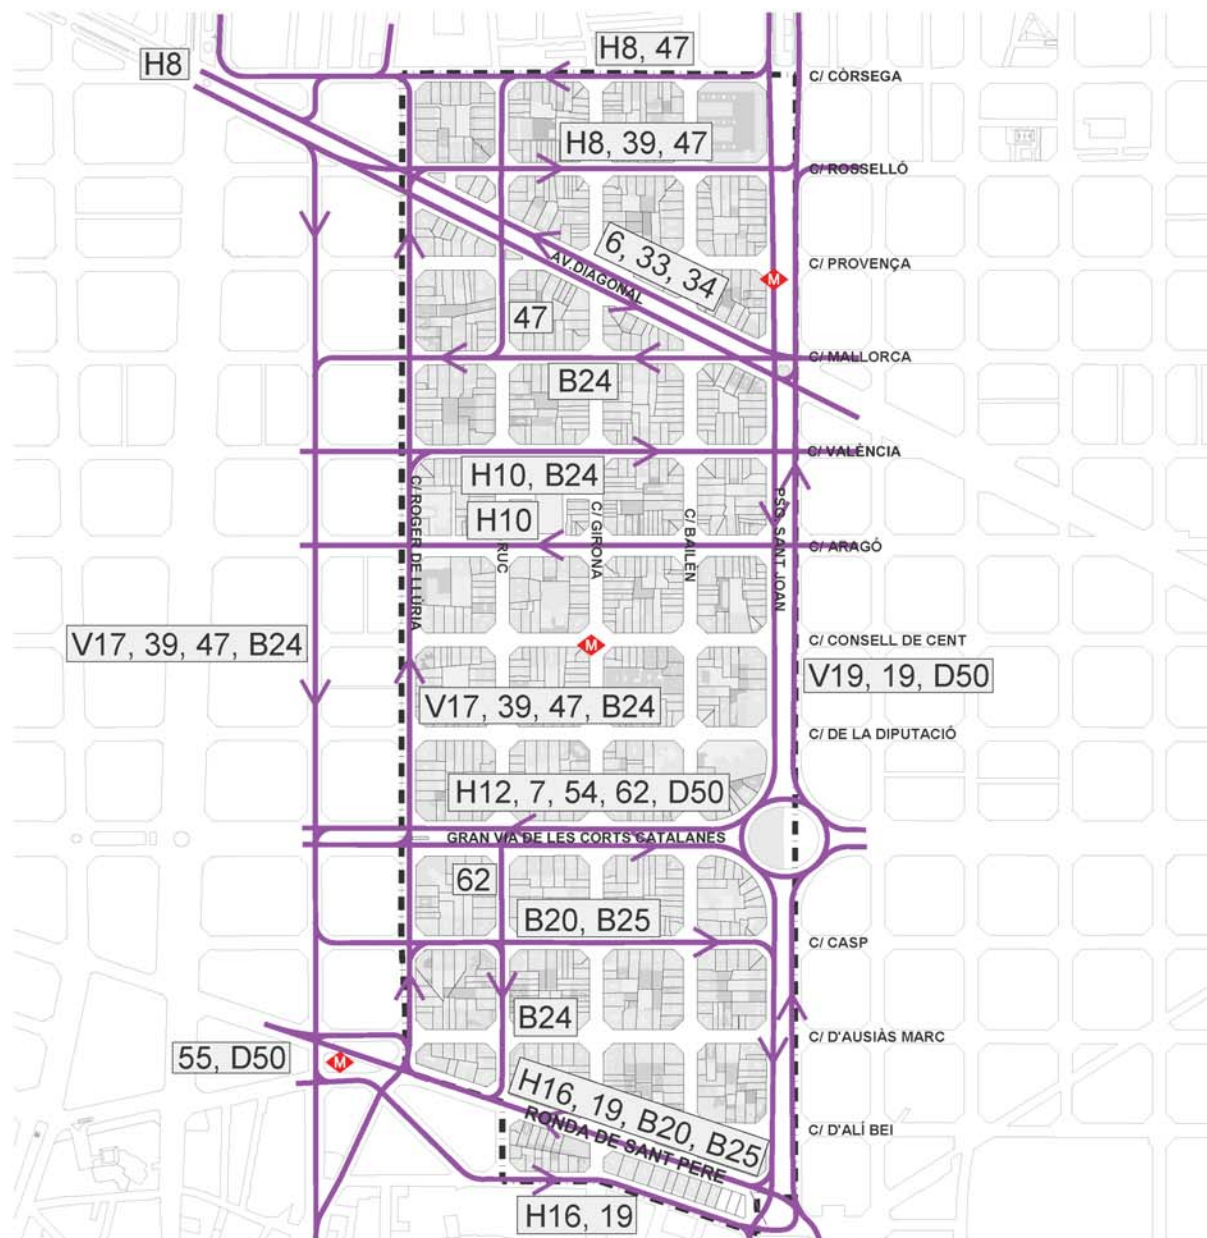 H8, 47
H8
C/ CÒRSEGA
H8, 39, 47
C/ ROSSELLÓ
6, 33, 34
C/ PROVENÇA
M
AV.DIAGONAL
47
C/ MALLORCA
B24
C/ VALÈNCIA
H10, B24
C/ ROGER DE LLÚRIA
H10
C/ GIRONA
C/ BAILÈN
PSG. SANT JOAN
C/ ARAGÓ
RUC
C/ CONSELL DE CENT
M
V17, 39, 47, B24
V19, 19, D50
V17, 39, 47, B24
C/ DE LA DIPUTACIÓ
H12, 7, 54, 62, D50
GRAN VIA DE LES CORTS CATALANES
62
B20, B25
C/ CASP
B24
C/ D'AUSIÀS MARC
55, D50
M
H16, 19, B20, B25
RONDA DE SANT PERE
C/ D'ALÍ BEI
H16, 19